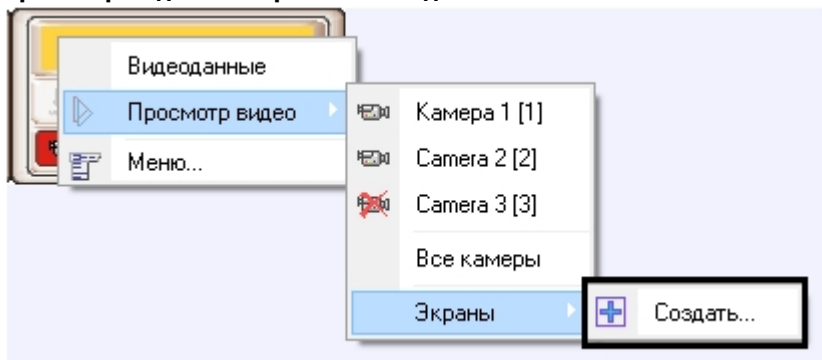 Видеоданные
Просмотр видео
Меню...
Камера 1 [1]
Camera 2 [2]
Camera 3 [3]
Все камеры
Экраны
Создать...